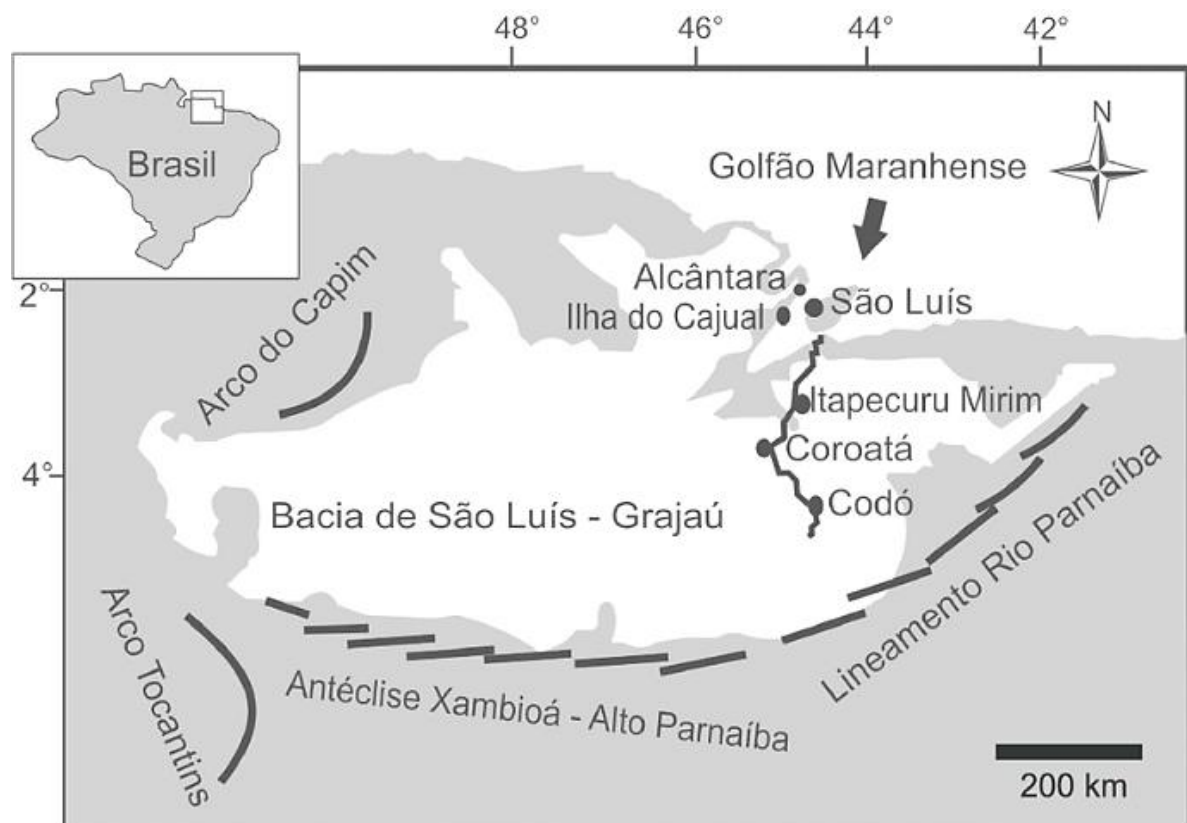 48°
46°
44°
42°
Brasil
N
Golfão Maranhense
Arco do Capim
2°
Alcântara
São Luís
Ilha do Cajual
Itapecuru Mirim
Coroatá
4°
Bacia de São Luís - Grajaú
Codó
Lineamento Rio Parnaíba
Arco Tocantins
Antéclise Xambioá - Alto Parnaíba
200 km